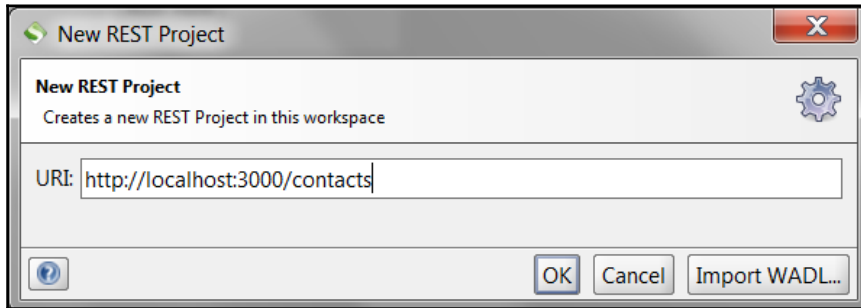 New REST Project
New REST Project
Creates a new REST Project in this workspace
URI: http://localhost:3000/contacts
OK Cancel Import WADL...